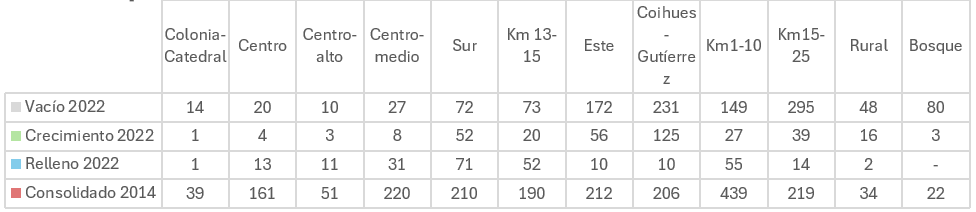 Colonia-Catedral Centro Centro-alto Centro-medio Sur Km 13-15 Este Coihues - Gutíerrez Km1-10 Km15-25 Rural Bosque
Vacío 2022 14 20 10 27 72 73 172 231 149 295 48 80
Crecimiento 2022 1 4 3 8 52 20 56 125 27 39 16 3
Relleno 2022 1 13 11 31 71 52 10 10 55 14 2 -
Consolidado 2014 39 161 51 220 210 190 212 206 439 219 34 22